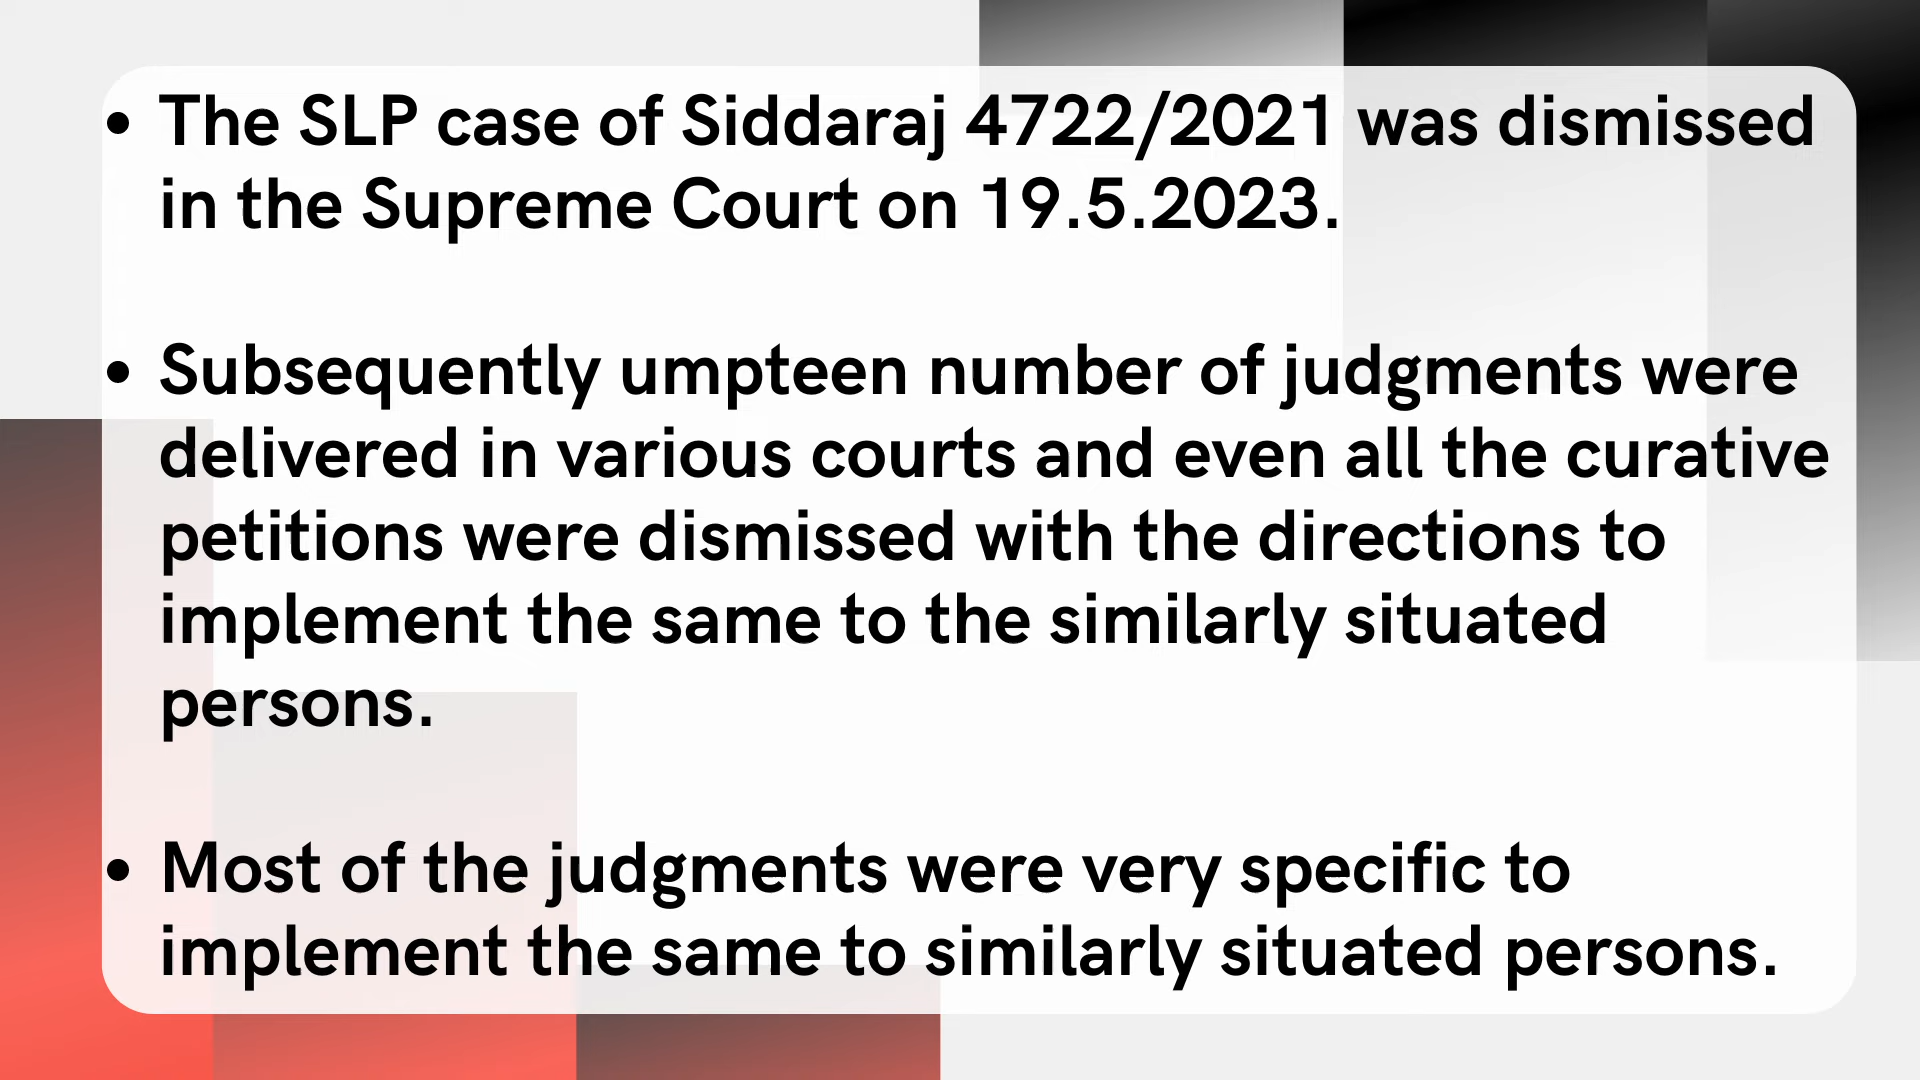 • The SLP case of Siddaraj 4722/2021 was dismissed
in the Supreme Court on 19.5.2023.
• Subsequently umpteen number of judgments were
delivered in various courts and even all the curative
petitions were dismissed with the directions to
implement the same to the similarly situated
persons.
• Most of the judgments were very specific to
implement the same to similarly situated persons.